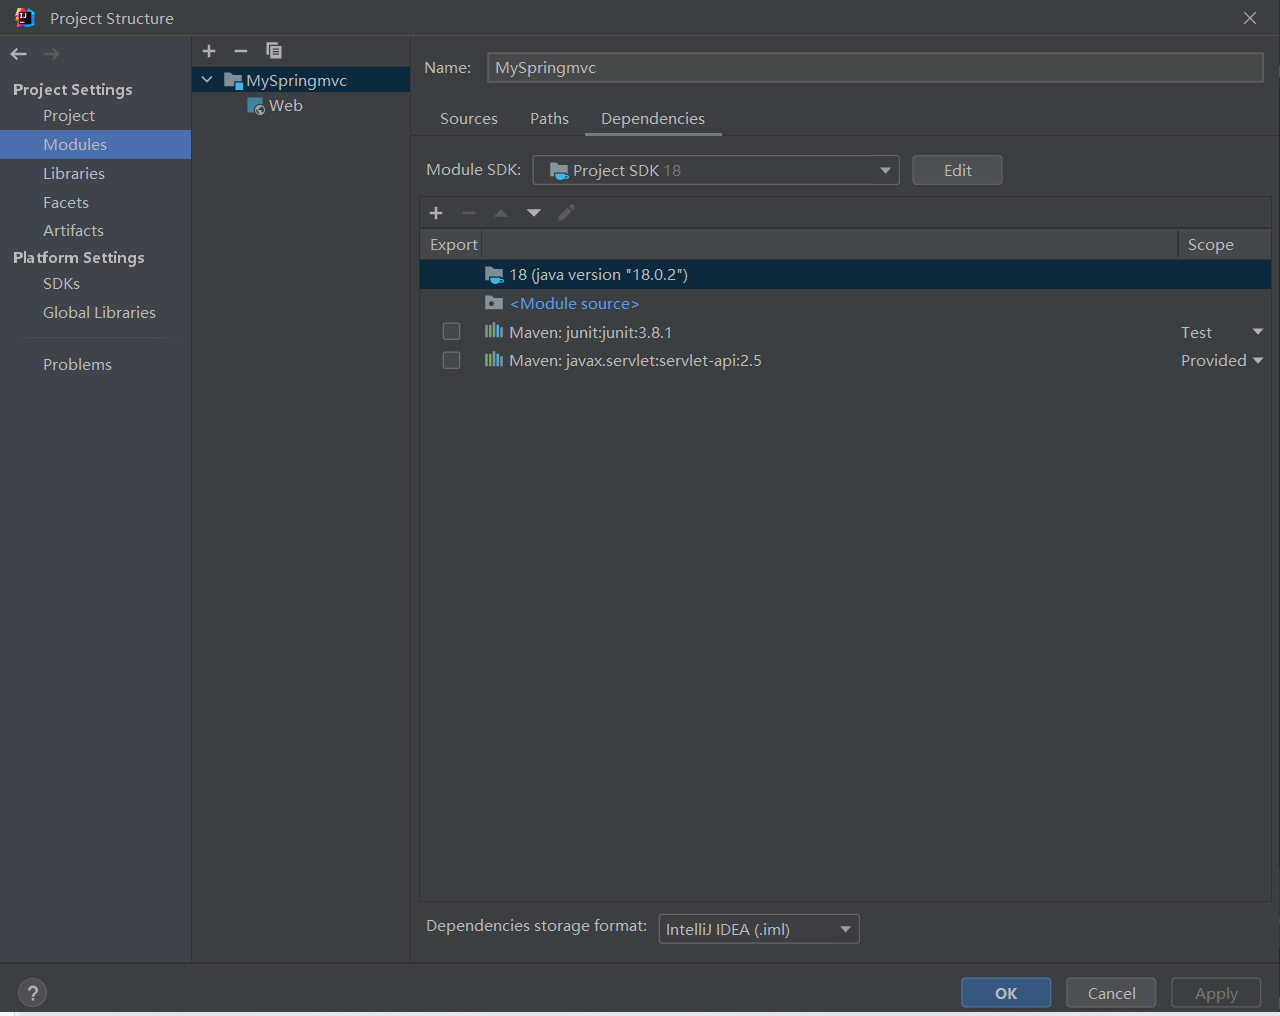 Project Structure
Project Settings
Project
Modules
Libraries
Facets
Artifacts
Platform Settings
SDKs
Global Libraries
Problems
MySpringmvc
Web
Name: MySpringmvc
Sources Paths Dependencies
Module SDK: Project SDK 18 Edit
Export Scope
18 (java version "18.0.2")
<Module source>
Maven: junit:junit:3.8.1 Test
Maven: javax.servlet:servlet-api:2.5 Provided
Dependencies storage format: IntelliJ IDEA (.iml)
? OK Cancel Apply